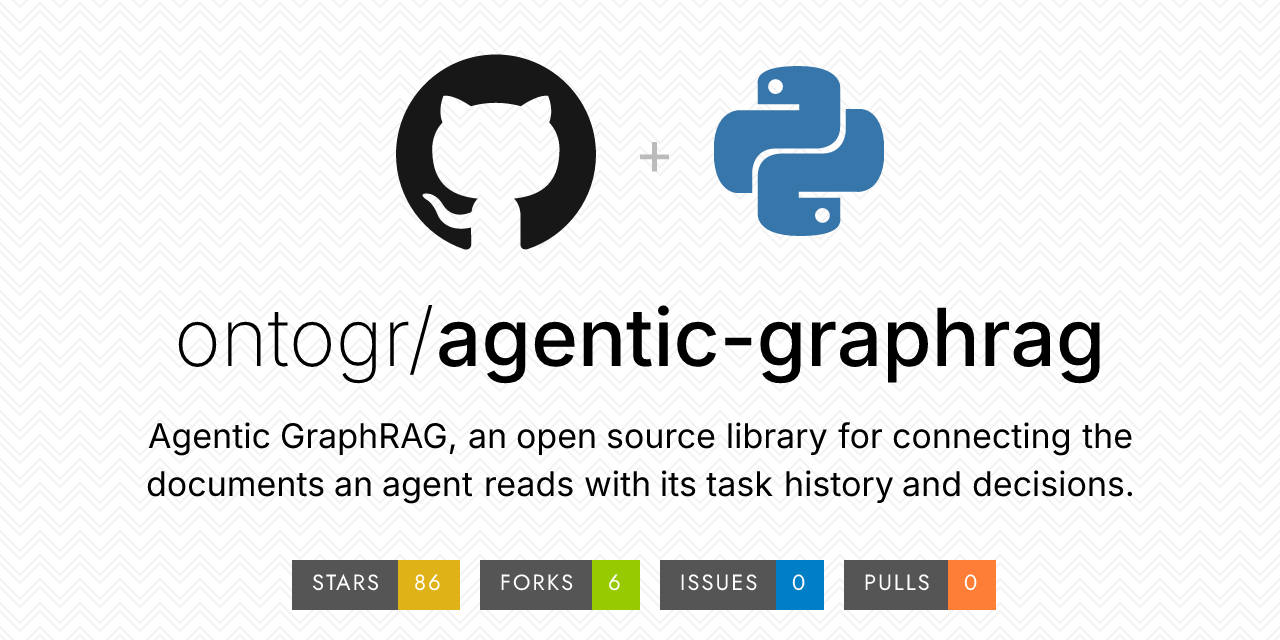 ontogr/agentic-graphrag
Agentic GraphRAG, an open source library for connecting the
documents an agent reads with its task history and decisions.
STARS 86 FORKS 6 ISSUES 0 PULLS 0